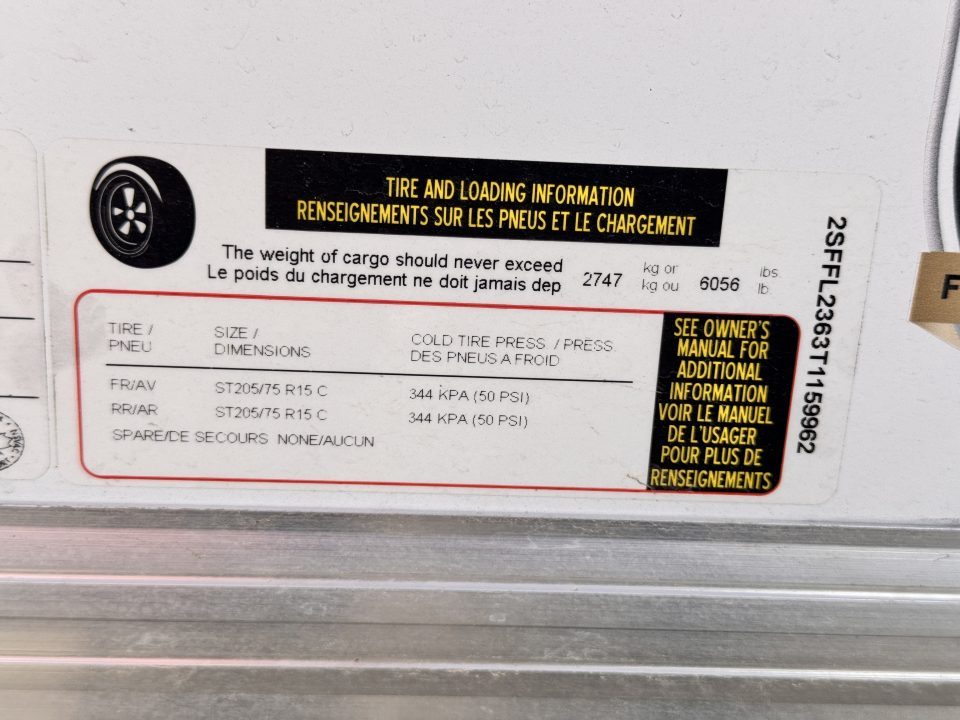 TIRE AND LOADING INFORMATION
RENSEIGNEMENTS SUR LES PNEUS ET LE CHARGEMENT
The weight of cargo should never exceed 2747 kg or 6056 lbs.
Le poids du chargement ne doit jamais dep kg ou lb.
TIRE / SIZE / COLD TIRE PRESS. / PRESS.
PNEU DIMENSIONS DES PNEUS A FROID
FR/AV ST205/75 R15 C 344 KPA (50 PSI)
RR/AR ST205/75 R15 C 344 KPA (50 PSI)
SPARE/DE SECOURS NONE/AUCUN
SEE OWNER'S
MANUAL FOR
ADDITIONAL
INFORMATION
VOIR LE MANUEL
DE L'USAGER
POUR PLUS DE
RENSEIGNEMENTS
2SFFL2363T1159962
F